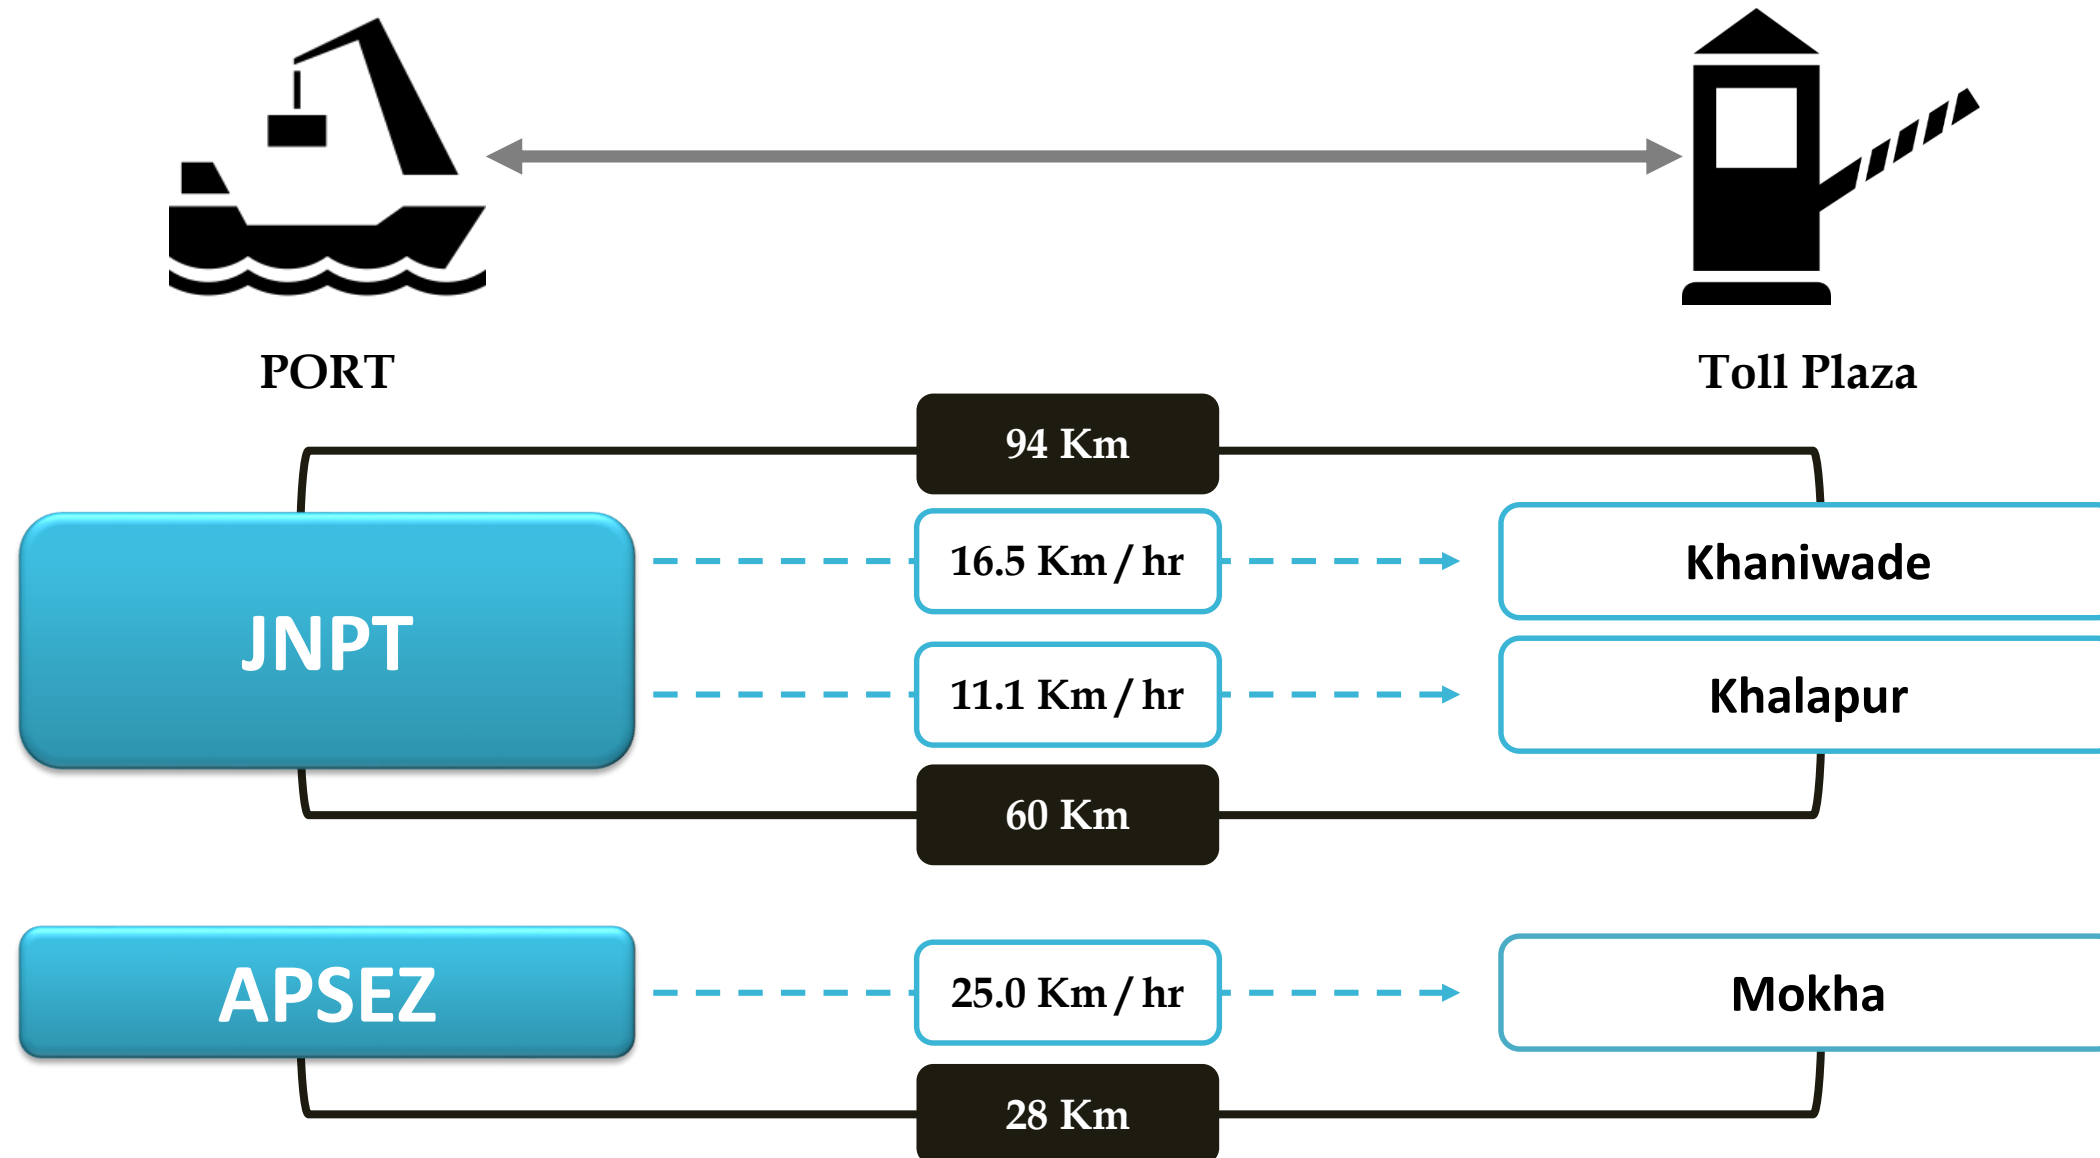 PORT
Toll Plaza
94 Km
JNPT
16.5 Km/hr
Khaniwade
11.1 Km/hr
Khalapur
60 Km
APSEZ
25.0 Km/hr
Mokha
28 Km